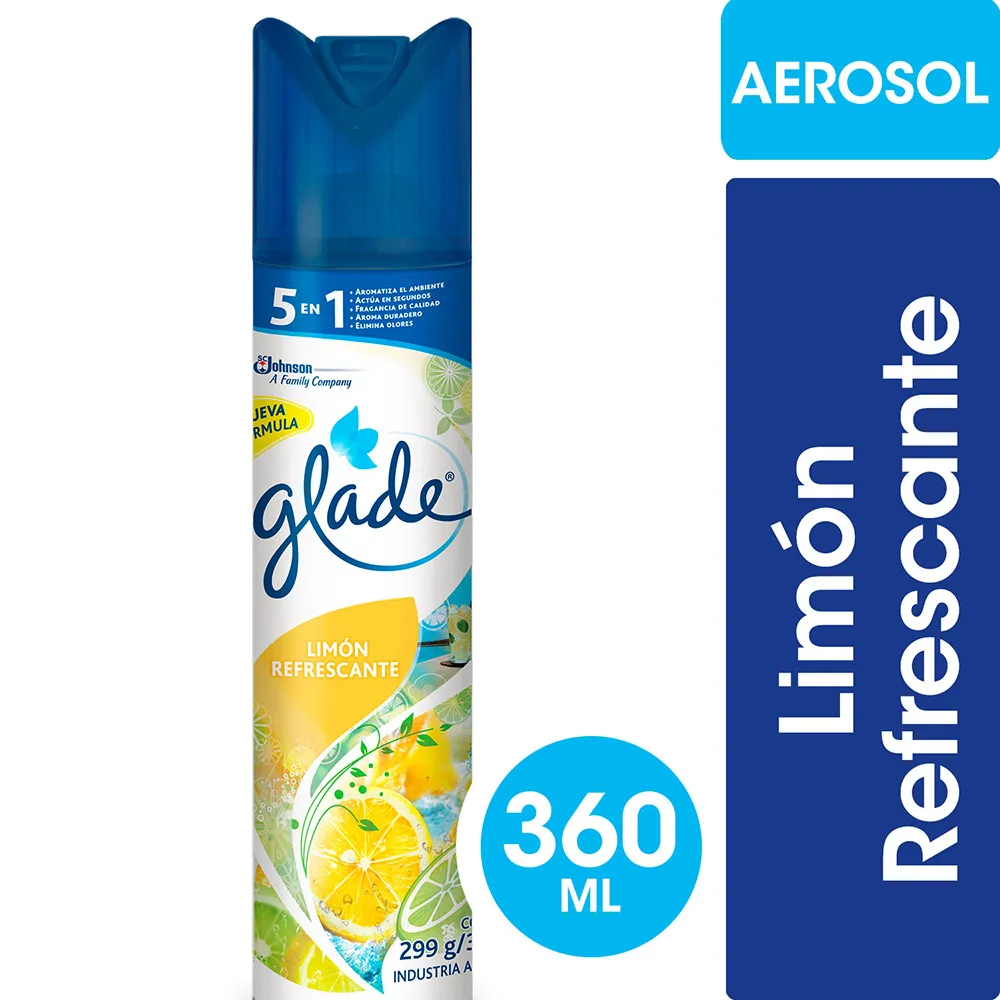 AEROSOL
Limón
Refrescante
5 EN 1
• AROMATIZA EL AMBIENTE
• ACTÚA EN SEGUNDOS
• FRAGANCIA DE CALIDAD
• AROMA DURADERO
• ELIMINA OLORES
SC Johnson
A Family Company
glade®
LIMÓN
REFRESCANTE
360
ML
299 g/
INDUSTRIA